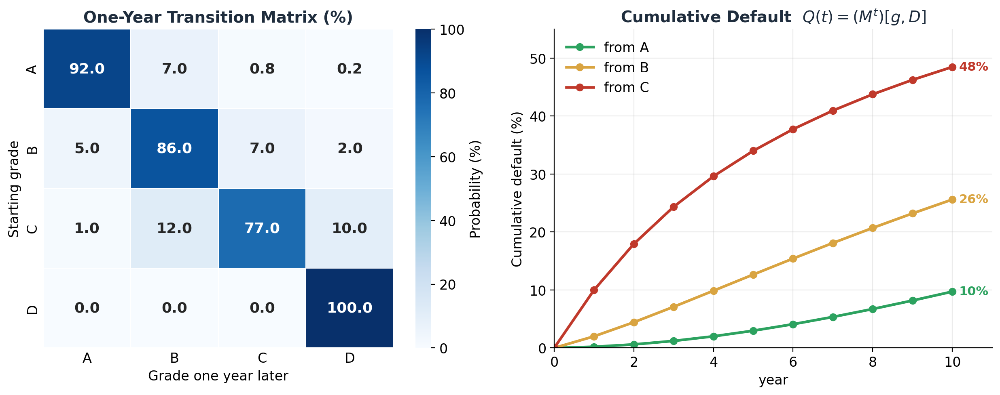 One-Year Transition Matrix (%)
Starting grade
A
92.0 7.0 0.8 0.2
B
5.0 86.0 7.0 2.0
C
1.0 12.0 77.0 10.0
D
0.0 0.0 0.0 100.0
A B C D
Grade one year later
100
80
60
40
20
0
Probability (%)
Cumulative Default Q(t) = (M^t)[g, D]
from A
from B
from C
Cumulative default (%)
50
40
30
20
10
0
48%
26%
10%
0 2 4 6 8 10
year